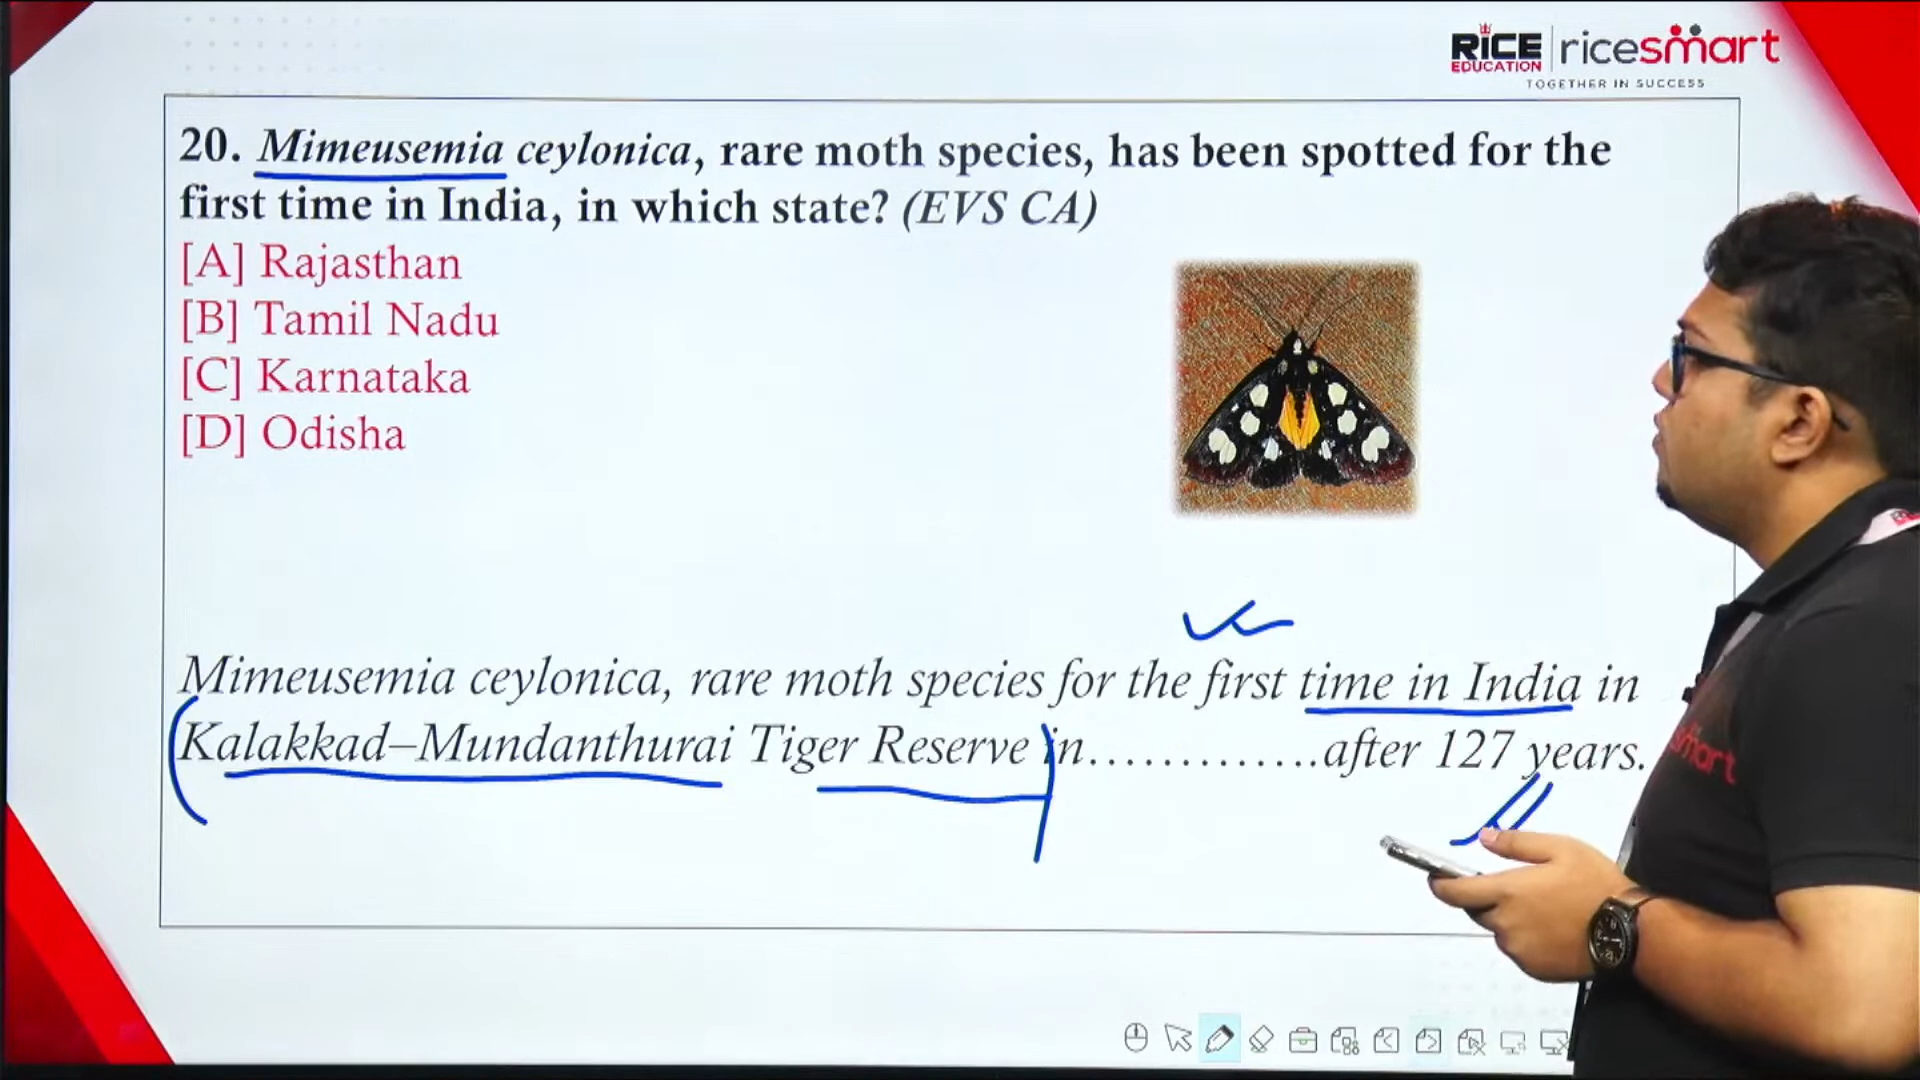 RICE
EDUCATION
ricesmart
TOGETHER IN SUCCESS
20. Mimeusemia ceylonica, rare moth species, has been spotted for the
first time in India, in which state? (EVS CA)
[A] Rajasthan
[B] Tamil Nadu
[C] Karnataka
[D] Odisha
Mimeusemia ceylonica, rare moth species for the first time in India in
Kalakkad–Mundanthurai Tiger Reserve in..............after 127 years.
smart